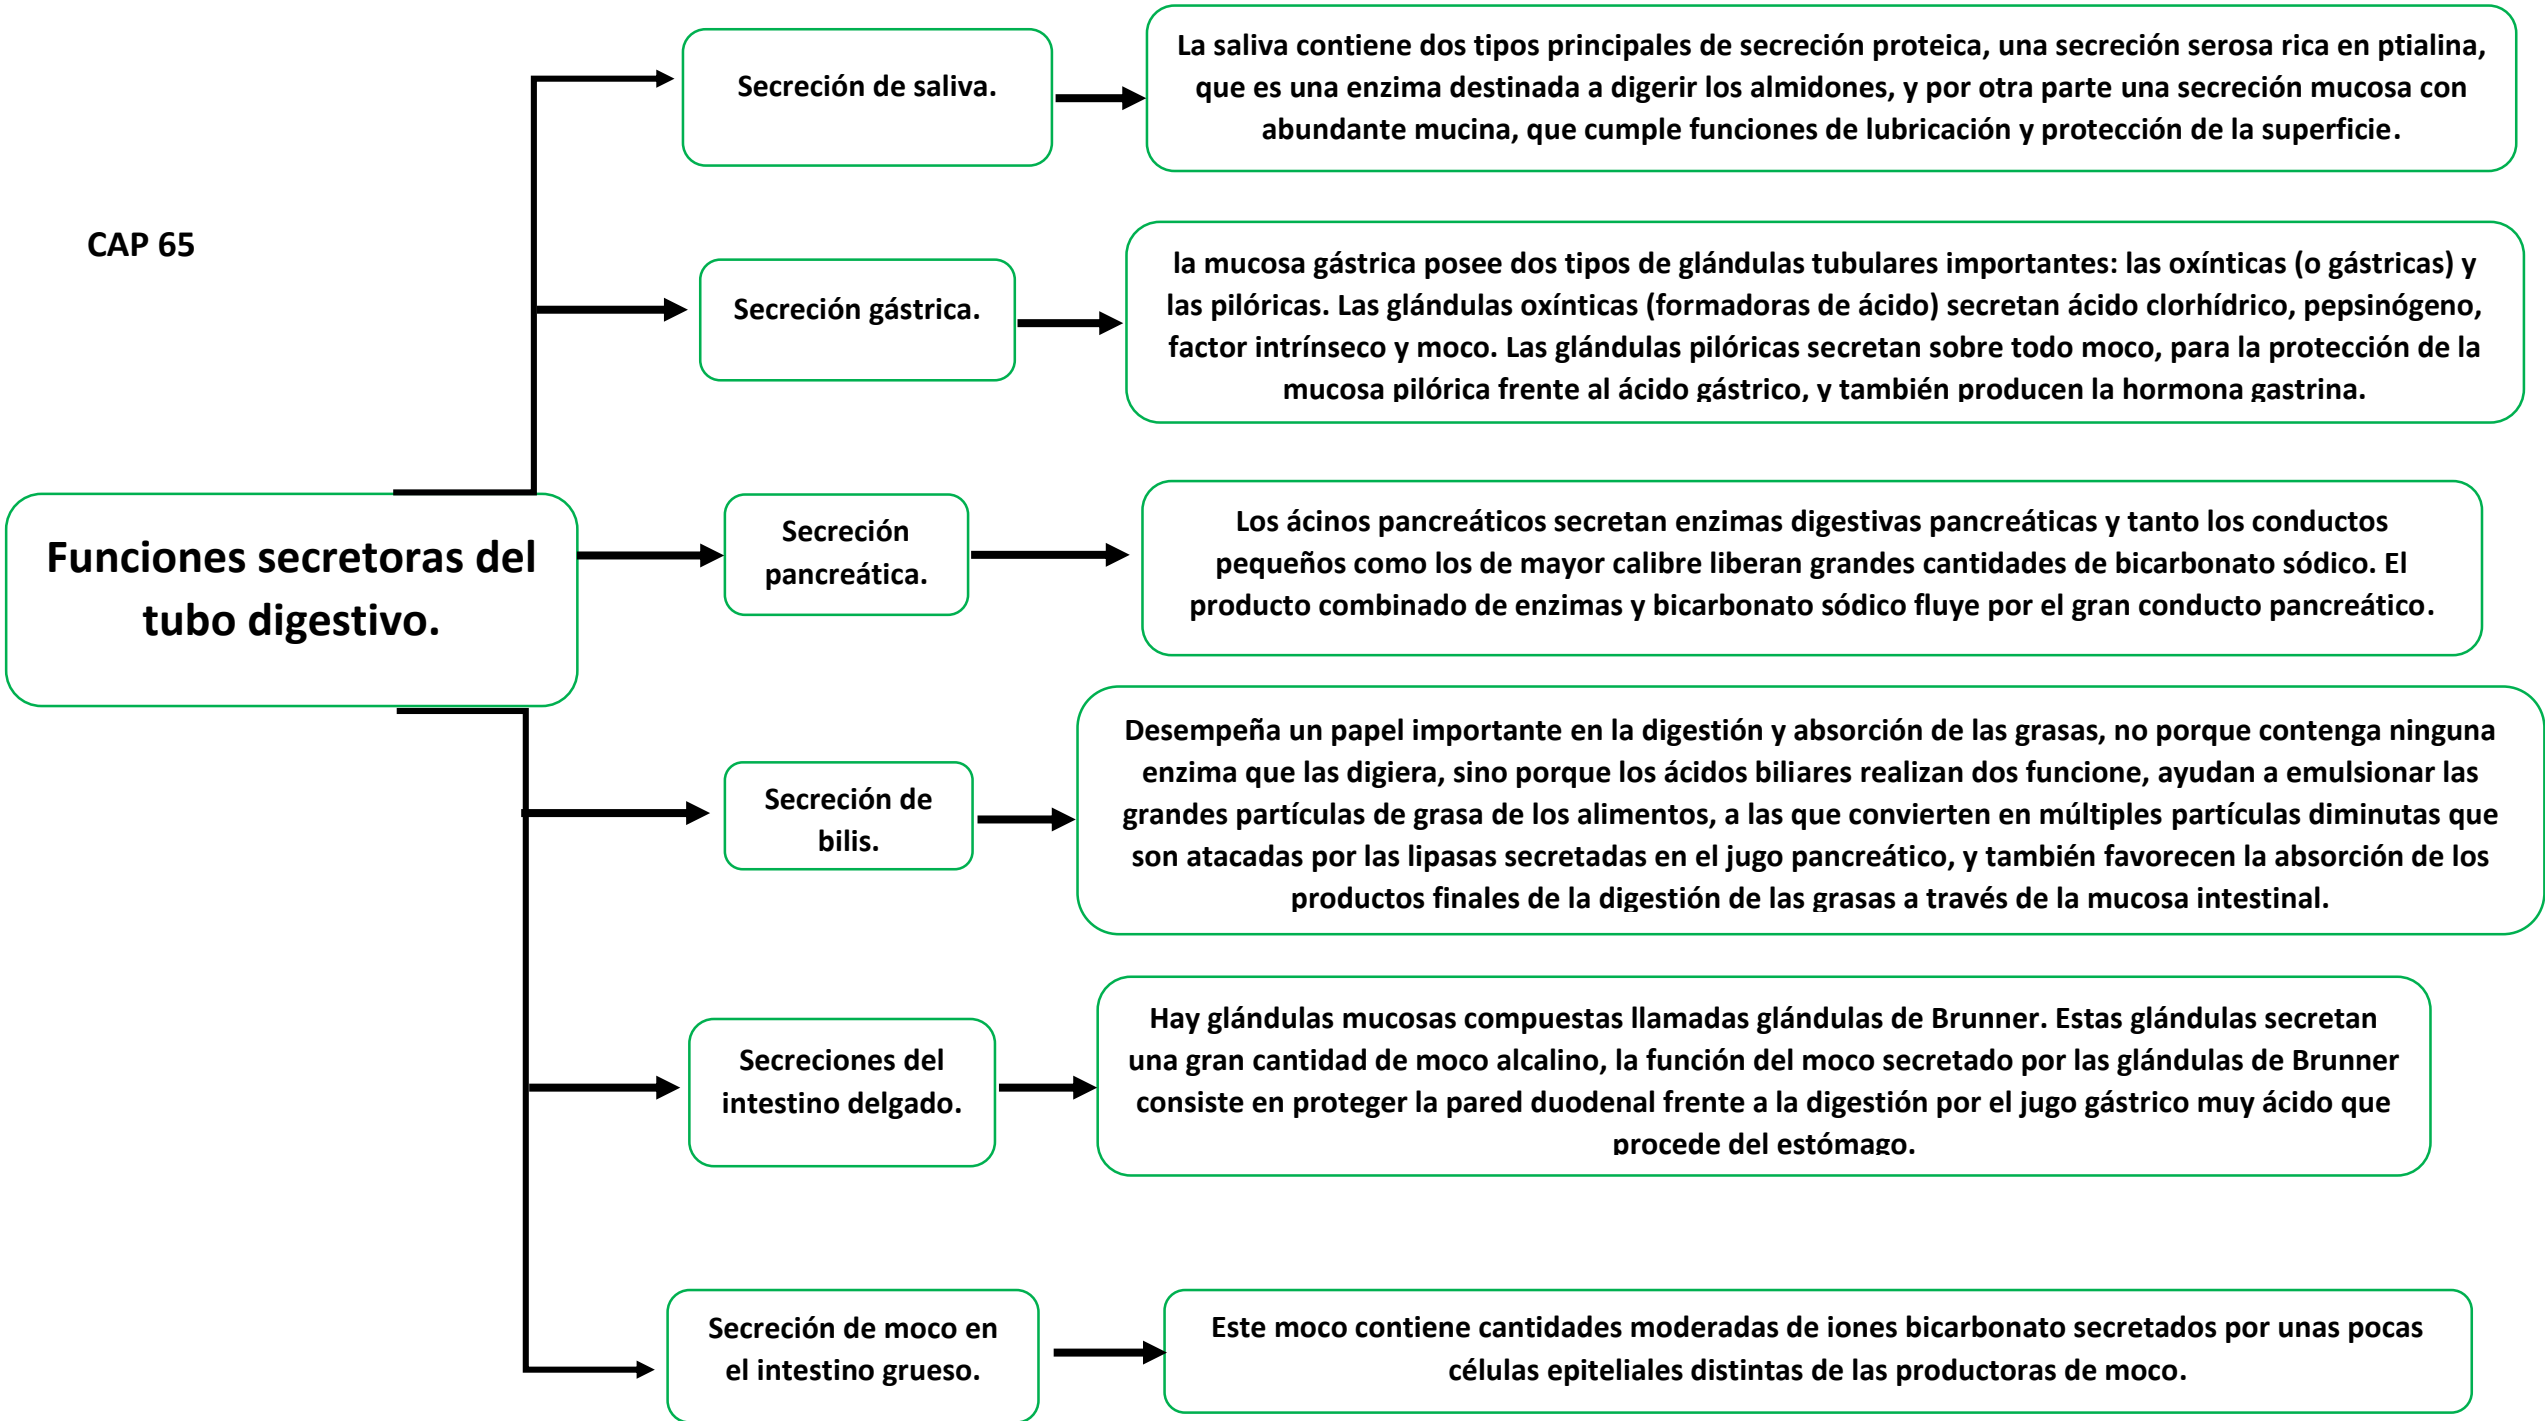 CAP 65
Funciones secretoras del
tubo digestivo.
Secreción de saliva.
La saliva contiene dos tipos principales de secreción proteica, una secreción serosa rica en ptialina,
que es una enzima destinada a digerir los almidones, y por otra parte una secreción mucosa con
abundante mucina, que cumple funciones de lubricación y protección de la superficie.
Secreción gástrica.
la mucosa gástrica posee dos tipos de glándulas tubulares importantes: las oxínticas (o gástricas) y
las pilóricas. Las glándulas oxínticas (formadoras de ácido) secretan ácido clorhídrico, pepsinógeno,
factor intrínseco y moco. Las glándulas pilóricas secretan sobre todo moco, para la protección de la
mucosa pilórica frente al ácido gástrico, y también producen la hormona gastrina.
Secreción
pancreática.
Los ácinos pancreáticos secretan enzimas digestivas pancreáticas y tanto los conductos
pequeños como los de mayor calibre liberan grandes cantidades de bicarbonato sódico. El
producto combinado de enzimas y bicarbonato sódico fluye por el gran conducto pancreático.
Secreción de
bilis.
Desempeña un papel importante en la digestión y absorción de las grasas, no porque contenga ninguna
enzima que las digiera, sino porque los ácidos biliares realizan dos funcione, ayudan a emulsionar las
grandes partículas de grasa de los alimentos, a las que convierten en múltiples partículas diminutas que
son atacadas por las lipasas secretadas en el jugo pancreático, y también favorecen la absorción de los
productos finales de la digestión de las grasas a través de la mucosa intestinal.
Secreciones del
intestino delgado.
Hay glándulas mucosas compuestas llamadas glándulas de Brunner. Estas glándulas secretan
una gran cantidad de moco alcalino, la función del moco secretado por las glándulas de Brunner
consiste en proteger la pared duodenal frente a la digestión por el jugo gástrico muy ácido que
procede del estómago.
Secreción de moco en
el intestino grueso.
Este moco contiene cantidades moderadas de iones bicarbonato secretados por unas pocas
células epiteliales distintas de las productoras de moco.